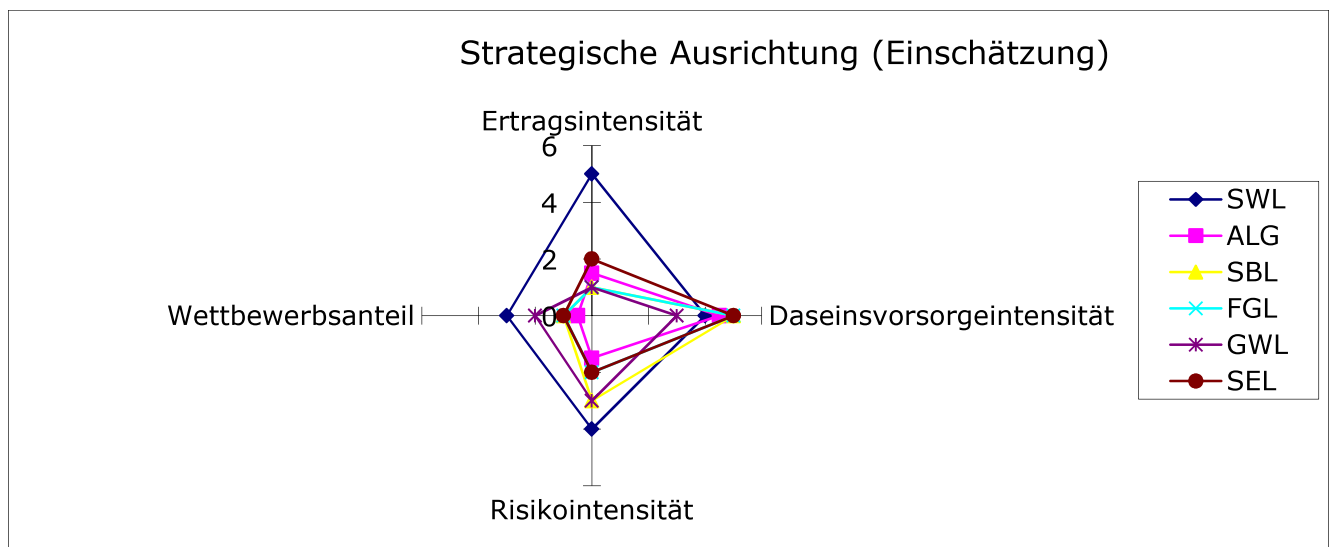 Strategische Ausrichtung (Einschätzung)
Ertragsintensität
6
4
2
0
Wettbewerbsanteil
Daseinsvorsorgeintensität
Risikointensität
SWL
ALG
SBL
FGL
GWL
SEL